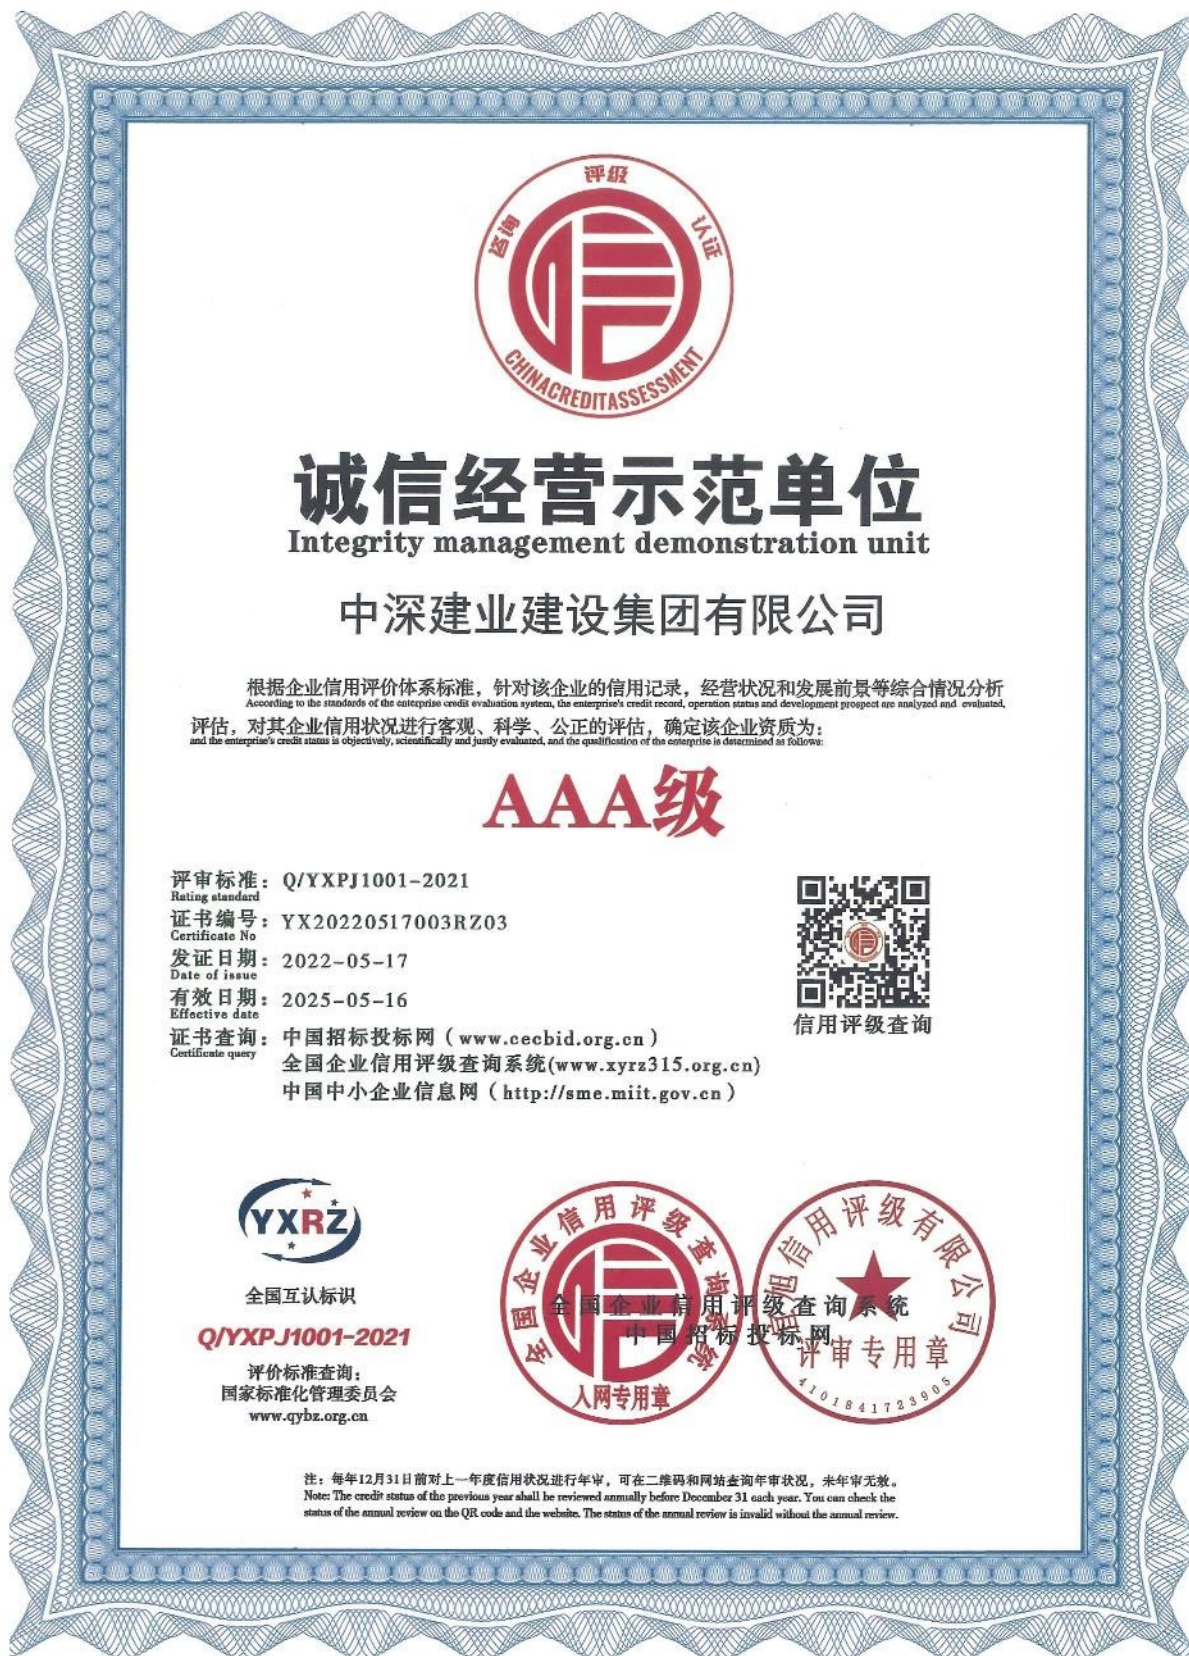 咨询 评级 认证
CHINACREDITASSESSMENT
诚信经营示范单位
Integrity management demonstration unit
中深建业建设集团有限公司
根据企业信用评价体系标准，针对该企业的信用记录，经营状况和发展前景等综合情况分析
According to the standards of the enterprise credit evaluation system, the enterprise's credit record, operation status and development prospect are analyzed and evaluated,
评估，对其企业信用状况进行客观、科学、公正的评估，确定该企业资质为：
and the enterprise's credit status is objectively, scientifically and justly evaluated, and the qualification of the enterprise is determined as follows:
AAA级
评审标准：Q/YXPJ1001-2021
Rating standard
证书编号：YX20220517003RZ03
Certificate No
发证日期：2022-05-17
Date of issue
有效日期：2025-05-16
Effective date
证书查询：中国招标投标网（www.cecbid.org.cn）
Certificate query
全国企业信用评级查询系统(www.xyrz315.org.cn)
中国中小企业信息网（http://sme.miit.gov.cn）
信用评级查询
YXRZ
全国互认标识
Q/YXPJ1001-2021
评价标准查询：
国家标准化管理委员会
www.qybz.org.cn
全国企业信用评级查询系统
入网专用章
全国企业信用评级查询系统
中国招标投标网
旭信用评级有限公司
评审专用章
4101841723905
注：每年12月31日前对上一年度信用状况进行年审，可在二维码和网站查询年审状况，未年审无效。
Note: The credit status of the previous year shall be reviewed annually before December 31 each year. You can check the
status of the annual review on the QR code and the website. The status of the annual review is invalid without the annual review.